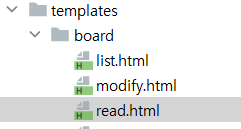 templates
board
H list.html
H modify.html
H read.html